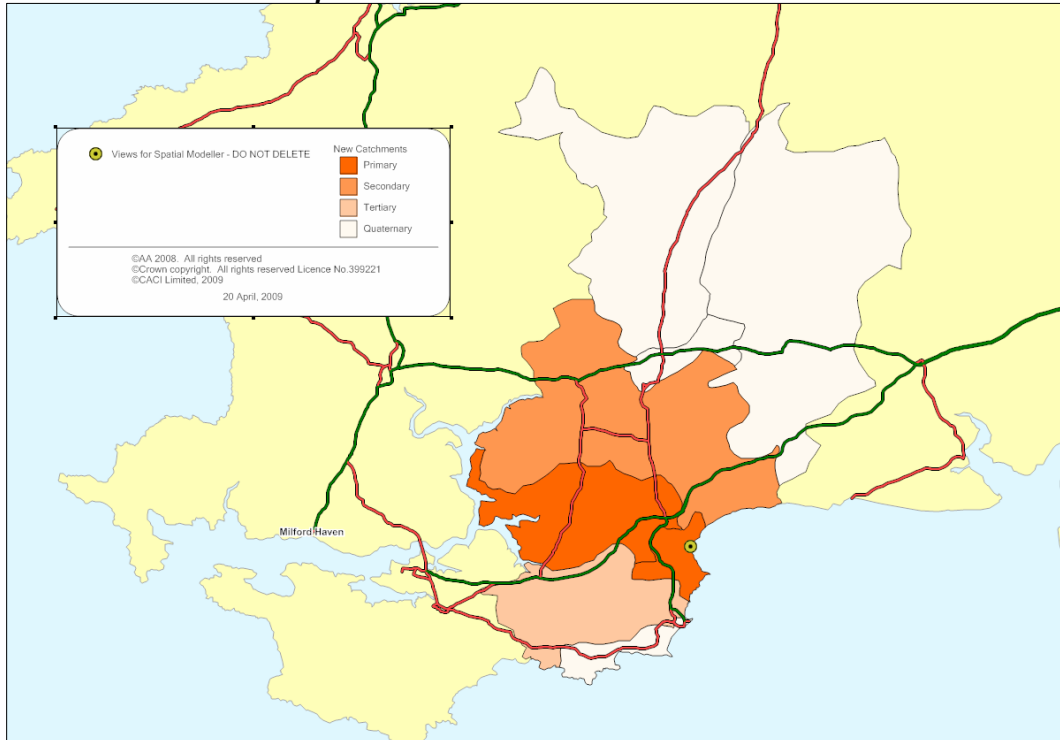 Views for Spatial Modeller - DO NOT DELETE
New Catchments
Primary
Secondary
Tertiary
Quaternary
©AA 2008. All rights reserved
©Crown copyright. All rights reserved Licence No.399221
©CACI Limited, 2009
20 April, 2009
Milford Haven